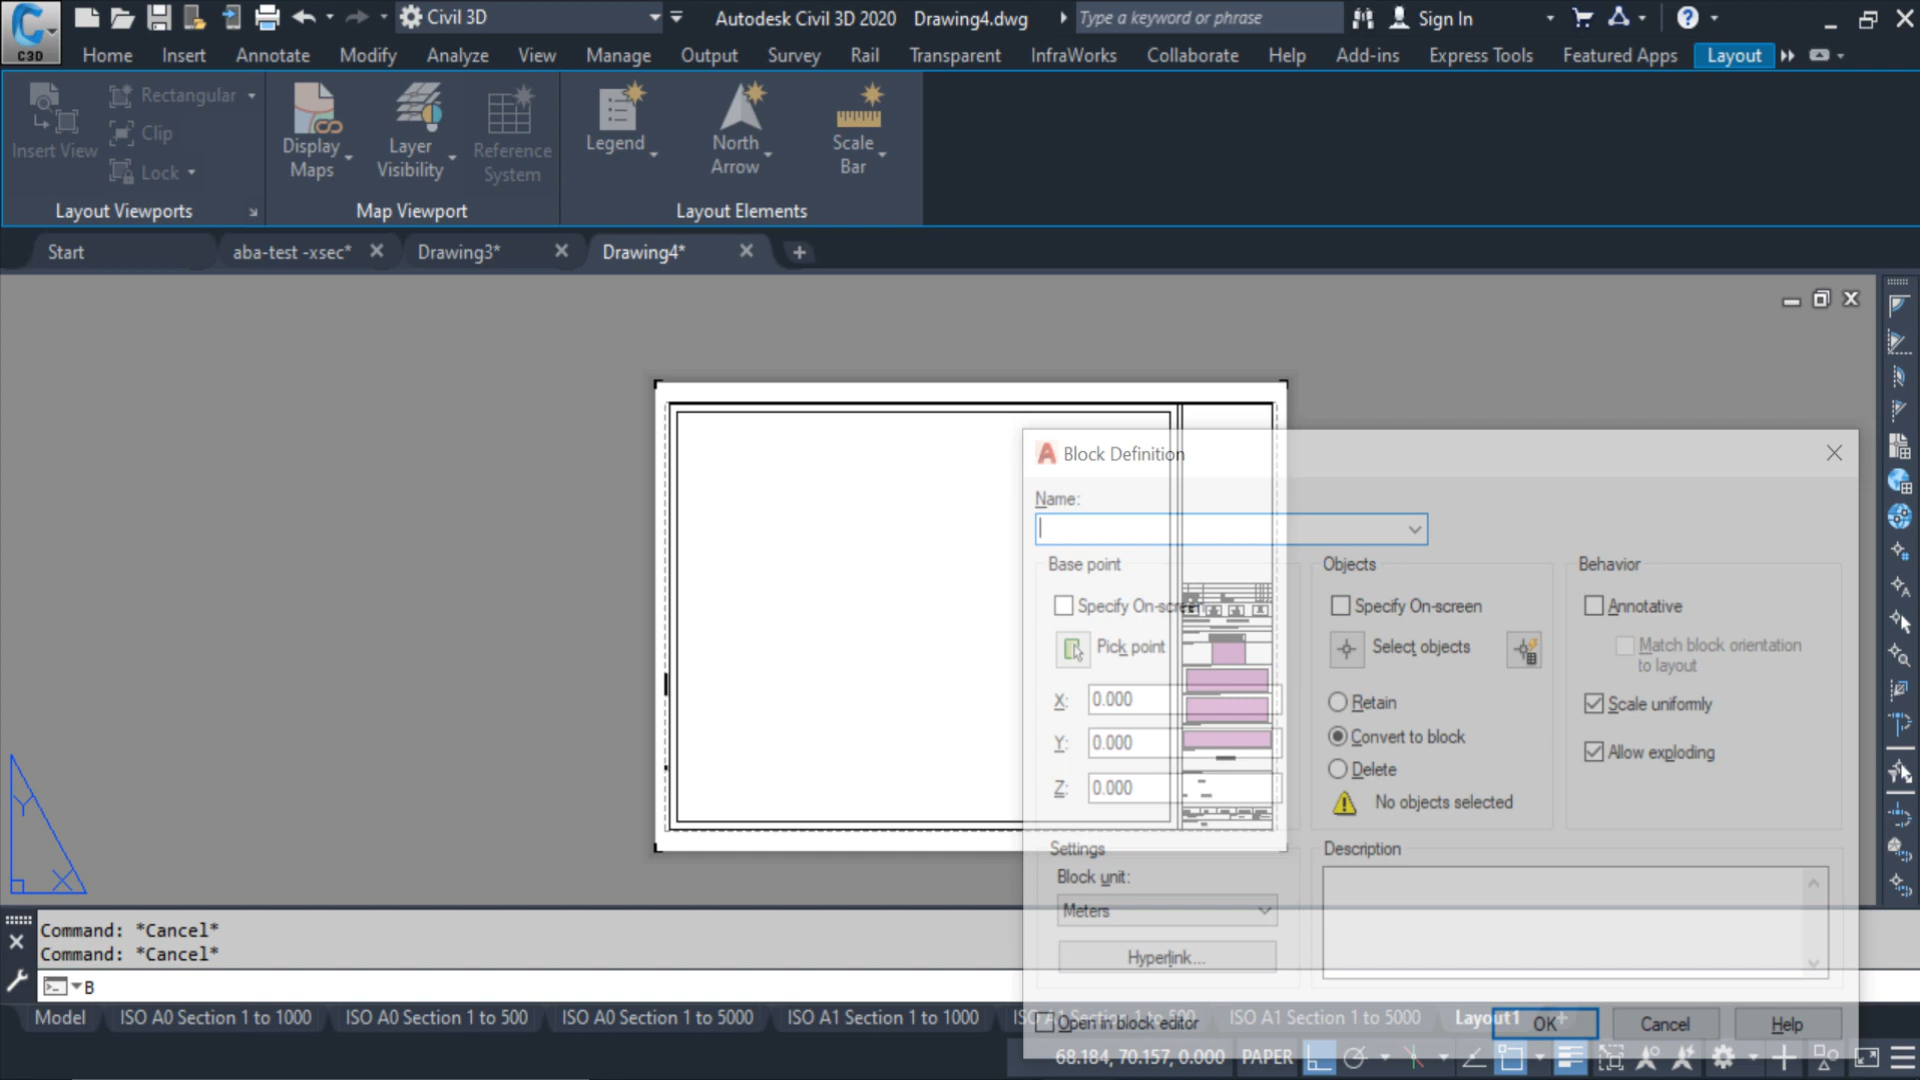 Civil 3D
Autodesk Civil 3D 2020 Drawing4.dwg
Type a keyword or phrase
Sign In
C3D
Home Insert Annotate Modify Analyze View Manage Output Survey Rail Transparent InfraWorks Collaborate Help Add-ins Express Tools Featured Apps Layout
Insert View
Rectangular
Clip
Lock
Layout Viewports
Display
Maps
Layer
Visibility
Reference
System
Map Viewport
Legend
North
Arrow
Scale
Bar
Layout Elements
Start aba-test -xsec* Drawing3* Drawing4*
Block Definition
Name:
Base point
Specify On-screen
Pick point
X: 0.000
Y: 0.000
Z: 0.000
Objects
Specify On-screen
Select objects
Retain
Convert to block
Delete
No objects selected
Behavior
Annotative
Match block orientation
to layout
Scale uniformly
Allow exploding
Settings
Block unit:
Meters
Hyperlink...
Description
Open in block editor
OK Cancel Help
Y
X
Command: *Cancel*
Command: *Cancel*
B
Model ISO A0 Section 1 to 1000 ISO A0 Section 1 to 500 ISO A0 Section 1 to 5000 ISO A1 Section 1 to 1000 ISO A1 Section 1 to 5000 Layout1
68.184, 70.157, 0.000 PAPER